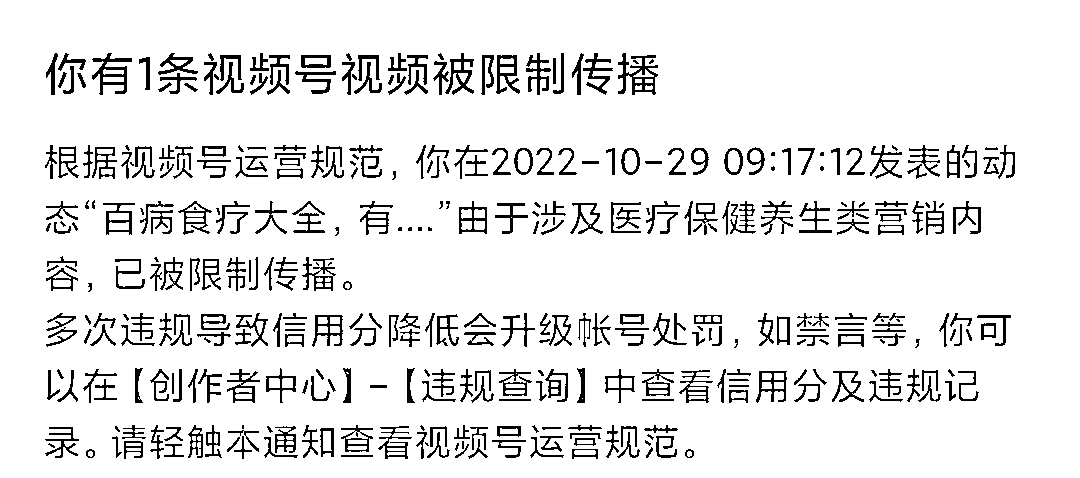 你有1条视频号视频被限制传播
根据视频号运营规范，你在2022-10-29 09:17:12发表的动
态“百病食疗大全，有....”由于涉及医疗保健养生类营销内
容，已被限制传播。
多次违规导致信用分降低会升级帐号处罚，如禁言等，你可
以在【创作者中心】-【违规查询】中查看信用分及违规记
录。请轻触本通知查看视频号运营规范。